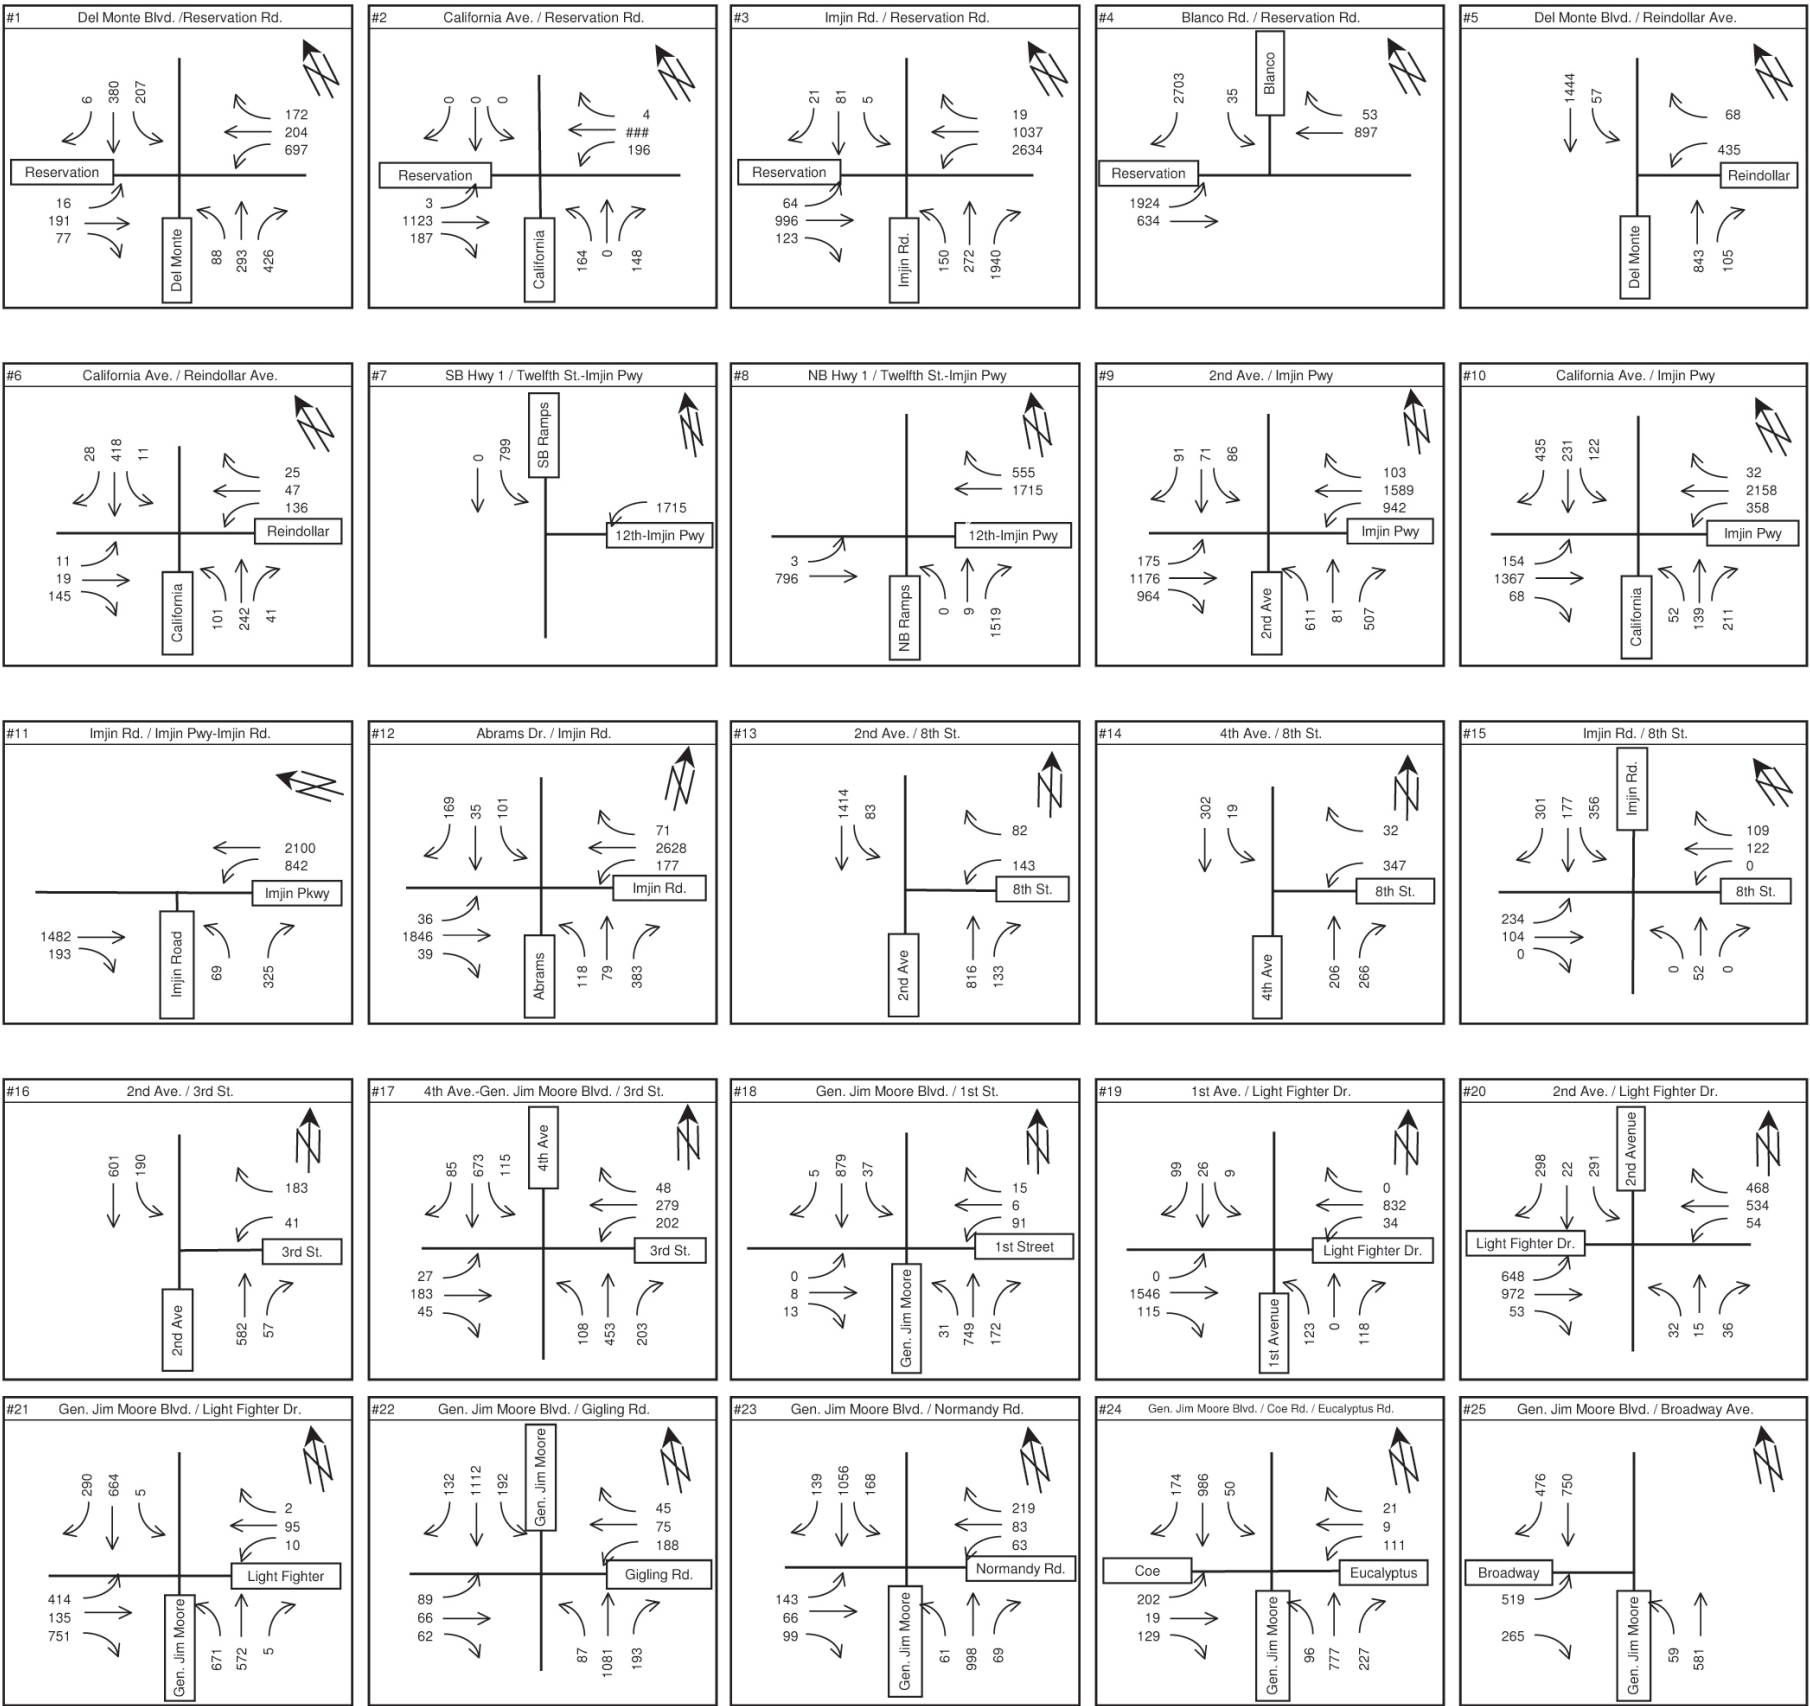 #1 Del Monte Blvd. /Reservation Rd.
6 380 207
172
204
697
Reservation
16
191
77
Del Monte
88 293 426
#2 California Ave. / Reservation Rd.
0 0 0
4
###
196
Reservation
3
1123
187
California
164 0 148
#3 Imjin Rd. / Reservation Rd.
21 81 5
19
1037
2634
Reservation
64
996
123
Imjin Rd.
150 272 1940
#4 Blanco Rd. / Reservation Rd.
2703 35
Blanco
53
897
Reservation
1924
634
#5 Del Monte Blvd. / Reindollar Ave.
1444 57
68
435
Reindollar
Del Monte
843 105
#6 California Ave. / Reindollar Ave.
28 418 11
25
47
136
Reindollar
11
19
145
California
101 242 41
#7 SB Hwy 1 / Twelfth St.-Imjin Pwy
0 799
SB Ramps
1715
12th-Imjin Pwy
#8 NB Hwy 1 / Twelfth St.-Imjin Pwy
555
1715
12th-Imjin Pwy
3
796
NB Ramps
0 9 1519
#9 2nd Ave. / Imjin Pwy
91 71 86
103
1589
942
Imjin Pwy
175
1176
964
2nd Ave
611 81 507
#10 California Ave. / Imjin Pwy
435 231 122
32
2158
358
Imjin Pwy
154
1367
68
California
52 139 211
#11 Imjin Rd. / Imjin Pwy-Imjin Rd.
2100
842
Imjin Pkwy
1482
193
Imjin Road
69 325
#12 Abrams Dr. / Imjin Rd.
169 35 101
71
2628
177
Imjin Rd.
36
1846
39
Abrams
118 79 383
#13 2nd Ave. / 8th St.
1414 83
82
143
8th St.
2nd Ave
816 133
#14 4th Ave. / 8th St.
302 19
32
347
8th St.
4th Ave
206 266
#15 Imjin Rd. / 8th St.
301 177 356
Imjin Rd.
109
122
0
8th St.
234
104
0
0 52 0
#16 2nd Ave. / 3rd St.
601 190
183
41
3rd St.
2nd Ave
582 57
#17 4th Ave.-Gen. Jim Moore Blvd. / 3rd St.
85 673 115
4th Ave
48
279
202
3rd St.
27
183
45
108 453 203
#18 Gen. Jim Moore Blvd. / 1st St.
5 879 37
15
6
91
1st Street
0
8
13
Gen. Jim Moore
31 749 172
#19 1st Ave. / Light Fighter Dr.
99 26 9
0
832
34
Light Fighter Dr.
0
1546
115
1st Avenue
123 0 118
#20 2nd Ave. / Light Fighter Dr.
298 22 291
2nd Avenue
468
534
54
Light Fighter Dr.
648
972
53
32 15 36
#21 Gen. Jim Moore Blvd. / Light Fighter Dr.
290 664 5
2
95
10
Light Fighter
414
135
751
Gen. Jim Moore
671 572 5
#22 Gen. Jim Moore Blvd. / Gigling Rd.
132 1112 192
Gen. Jim Moore
45
75
188
Gigling Rd.
89
66
62
87 1081 193
#23 Gen. Jim Moore Blvd. / Normandy Rd.
139 1056 168
219
83
63
Normandy Rd.
143
66
99
Gen. Jim Moore
61 998 69
#24 Gen. Jim Moore Blvd. / Coe Rd. / Eucalyptus Rd.
174 986 50
21
9
111
Coe
Eucalyptus
202
19
129
Gen. Jim Moore
96 777 227
#25 Gen. Jim Moore Blvd. / Broadway Ave.
476 750
Broadway
519
265
Gen. Jim Moore
59 581